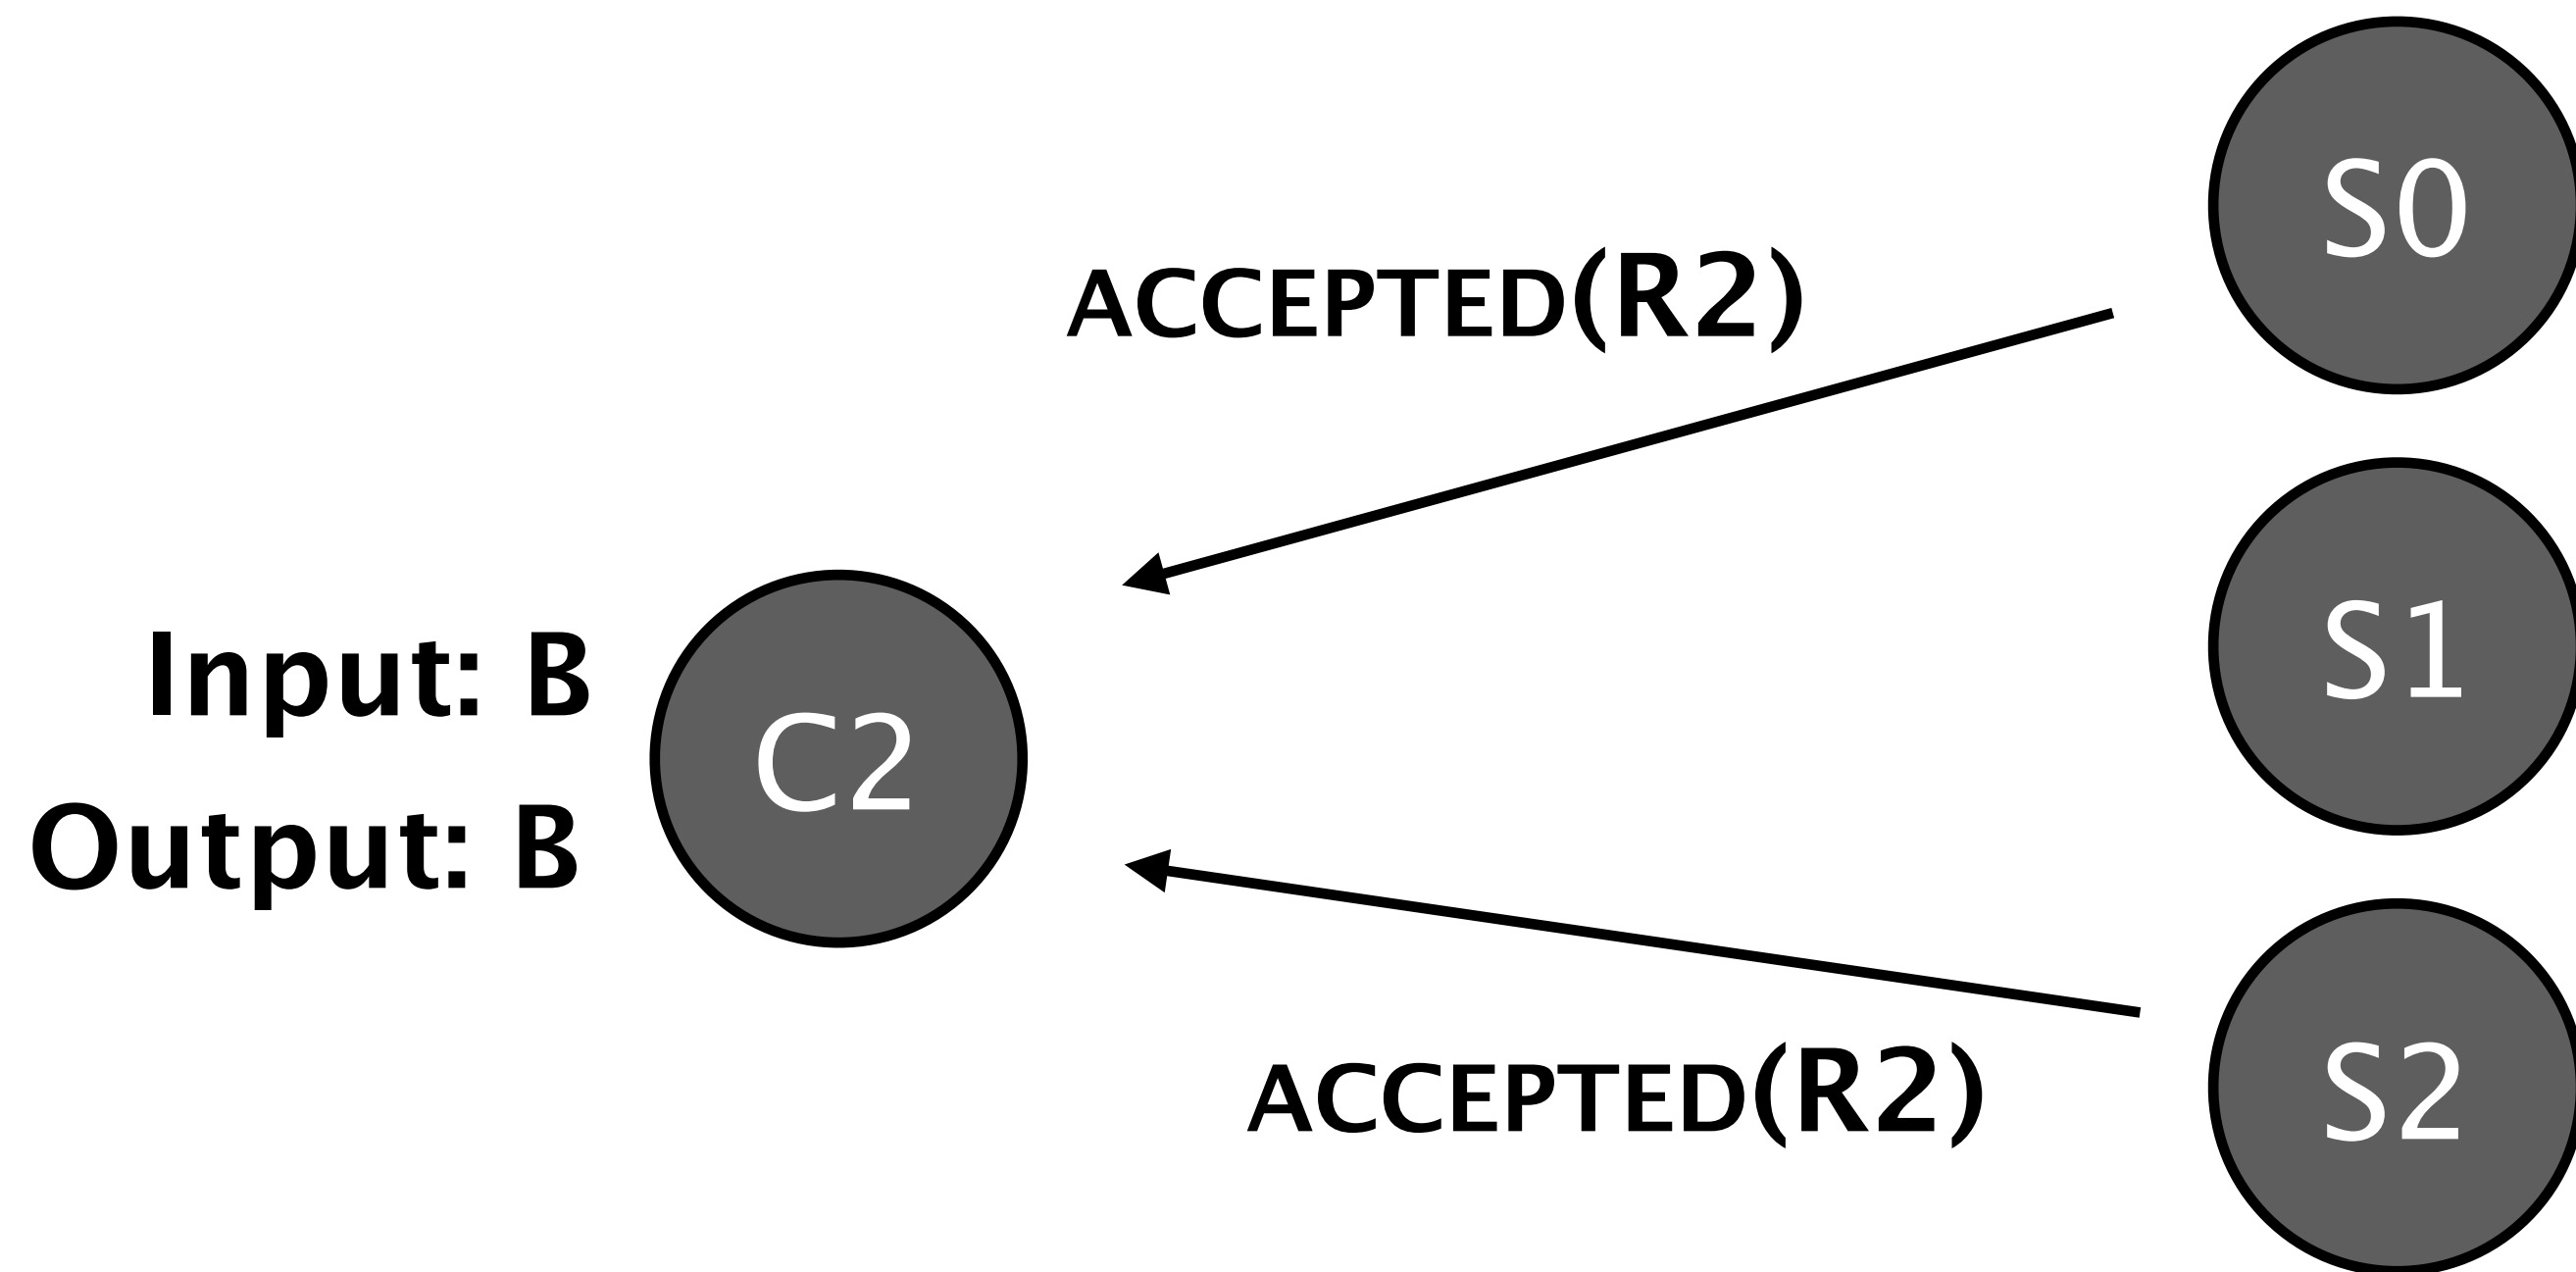 S0
ACCEPTED(R2)
S1
Input: B
C2
Output: B
S2
ACCEPTED(R2)